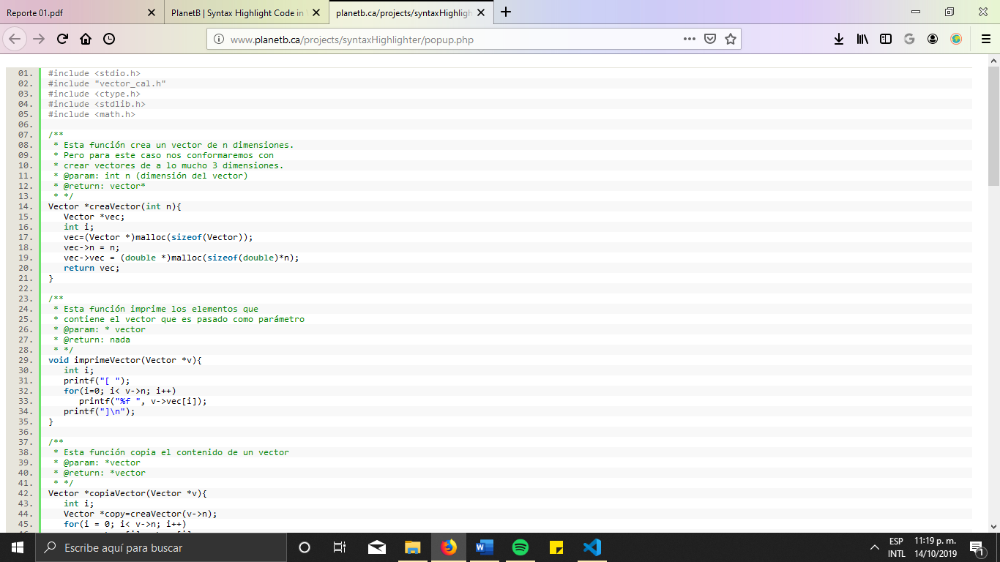 Reporte 01.pdf
PlanetB | Syntax Highlight Code in
planetb.ca/projects/syntaxHighligh
www.planetb.ca/projects/syntaxHighlighter/popup.php
01. #include <stdio.h>
02. #include "vector_cal.h"
03. #include <ctype.h>
04. #include <stdlib.h>
05. #include <math.h>
06.
07. /**
08. * Esta función crea un vector de n dimensiones.
09. * Pero para este caso nos conformaremos con
10. * crear vectores de a lo mucho 3 dimensiones.
11. * @param: int n (dimensión del vector)
12. * @return: vector*
13. * */
14. Vector *creaVector(int n){
15. Vector *vec;
16. int i;
17. vec=(Vector *)malloc(sizeof(Vector));
18. vec->n = n;
19. vec->vec = (double *)malloc(sizeof(double)*n);
20. return vec;
21. }
22.
23. /**
24. * Esta función imprime los elementos que
25. * contiene el vector que es pasado como parámetro
26. * @param: * vector
27. * @return: nada
28. * */
29. void imprimeVector(Vector *v){
30. int i;
31. printf("[ ");
32. for(i=0; i< v->n; i++)
33. printf("%f ", v->vec[i]);
34. printf("]\n");
35. }
36.
37. /**
38. * Esta función copia el contenido de un vector
39. * @param: *vector
40. * @return: *vector
41. * */
42. Vector *copiaVector(Vector *v){
43. int i;
44. Vector *copy=creaVector(v->n);
45. for(i = 0; i< v->n; i++)
Escribe aquí para buscar
ESP
INTL
11:19 p. m.
14/10/2019
1